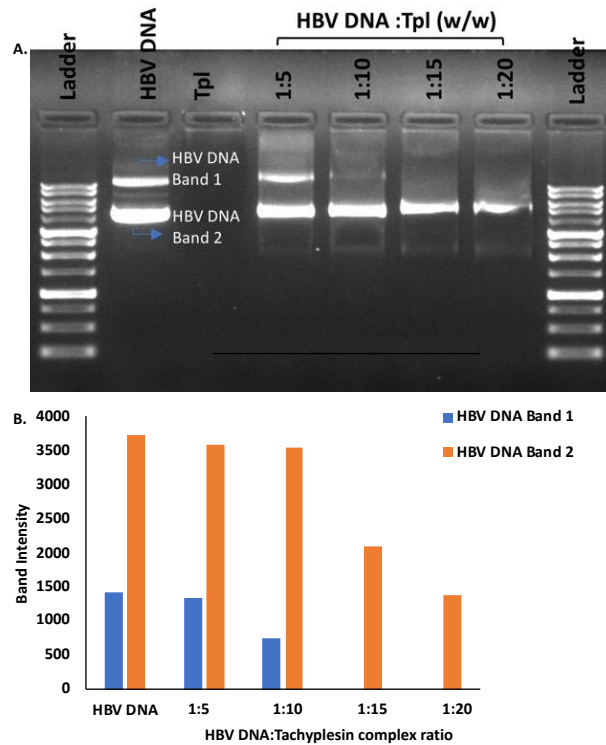 HBV DNA :Tpl (w/w)
A.
Ladder
HBV DNA
Tpl
1:5
1:10
1:15
1:20
Ladder
HBV DNA
Band 1
HBV DNA
Band 2
B.
4000
3500
3000
2500
2000
1500
1000
500
0
Band Intensity
HBV DNA Band 1
HBV DNA Band 2
HBV DNA
1:5
1:10
1:15
1:20
HBV DNA:Tachyplesin complex ratio